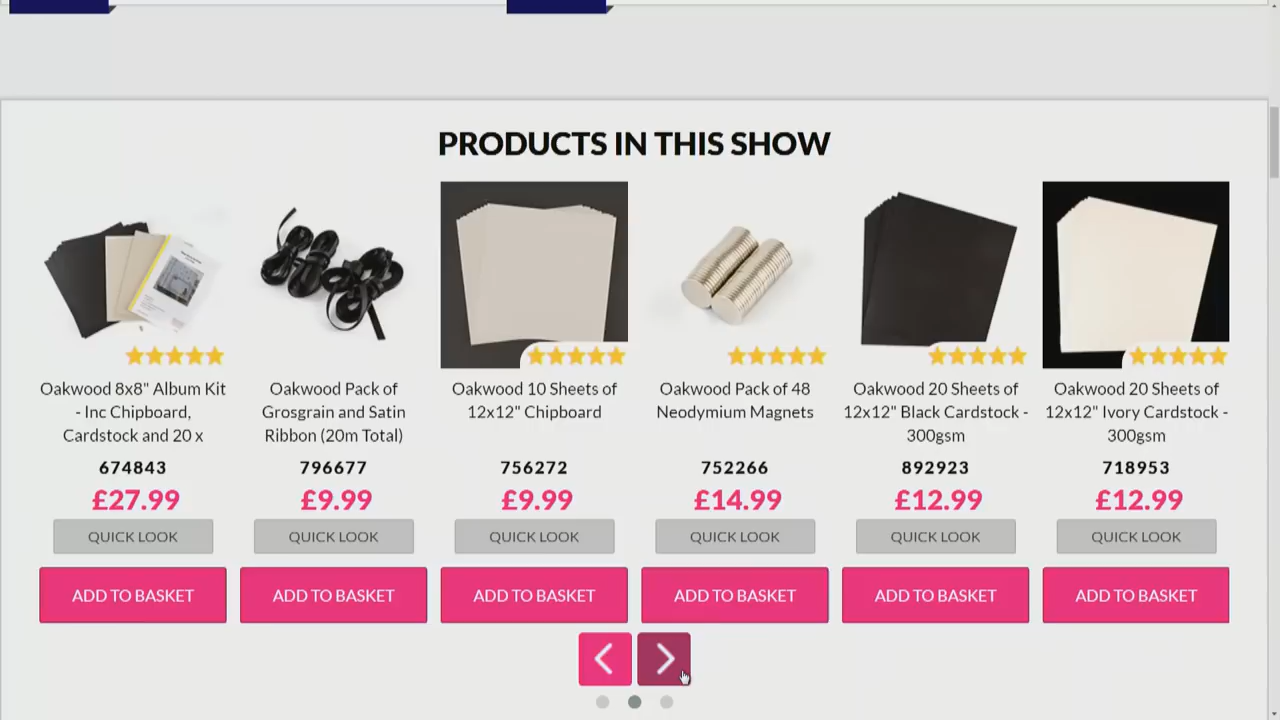 PRODUCTS IN THIS SHOW
Oakwood 8x8" Album Kit
- Inc Chipboard,
Cardstock and 20 x
674843
£27.99
QUICK LOOK
ADD TO BASKET
Oakwood Pack of
Grosgrain and Satin
Ribbon (20m Total)
796677
£9.99
QUICK LOOK
ADD TO BASKET
Oakwood 10 Sheets of
12x12" Chipboard
756272
£9.99
QUICK LOOK
ADD TO BASKET
Oakwood Pack of 48
Neodymium Magnets
752266
£14.99
QUICK LOOK
ADD TO BASKET
Oakwood 20 Sheets of
12x12" Black Cardstock -
300gsm
892923
£12.99
QUICK LOOK
ADD TO BASKET
Oakwood 20 Sheets of
12x12" Ivory Cardstock -
300gsm
718953
£12.99
QUICK LOOK
ADD TO BASKET